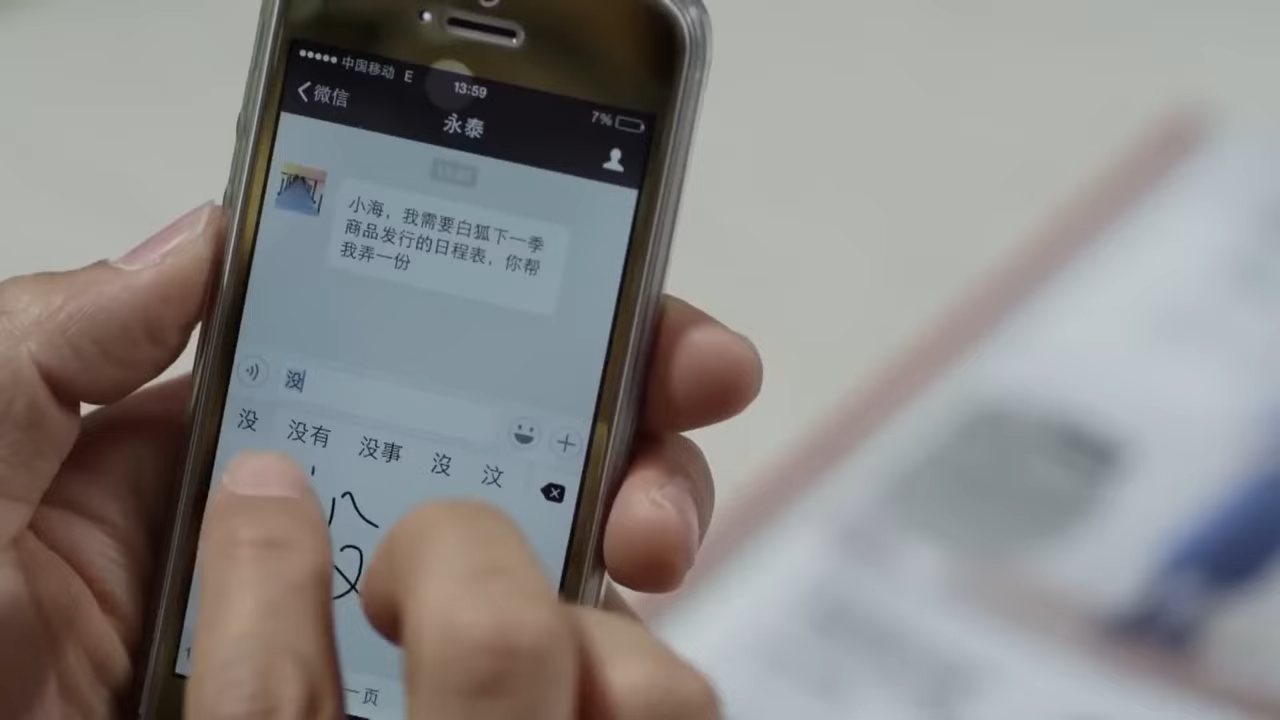 中国移动 E
13:59
7%
微信
永泰
小海，我需要白狐下一季
商品发行的日程表，你帮
我弄一份
没
没 没有 没事 沒 汶
一页